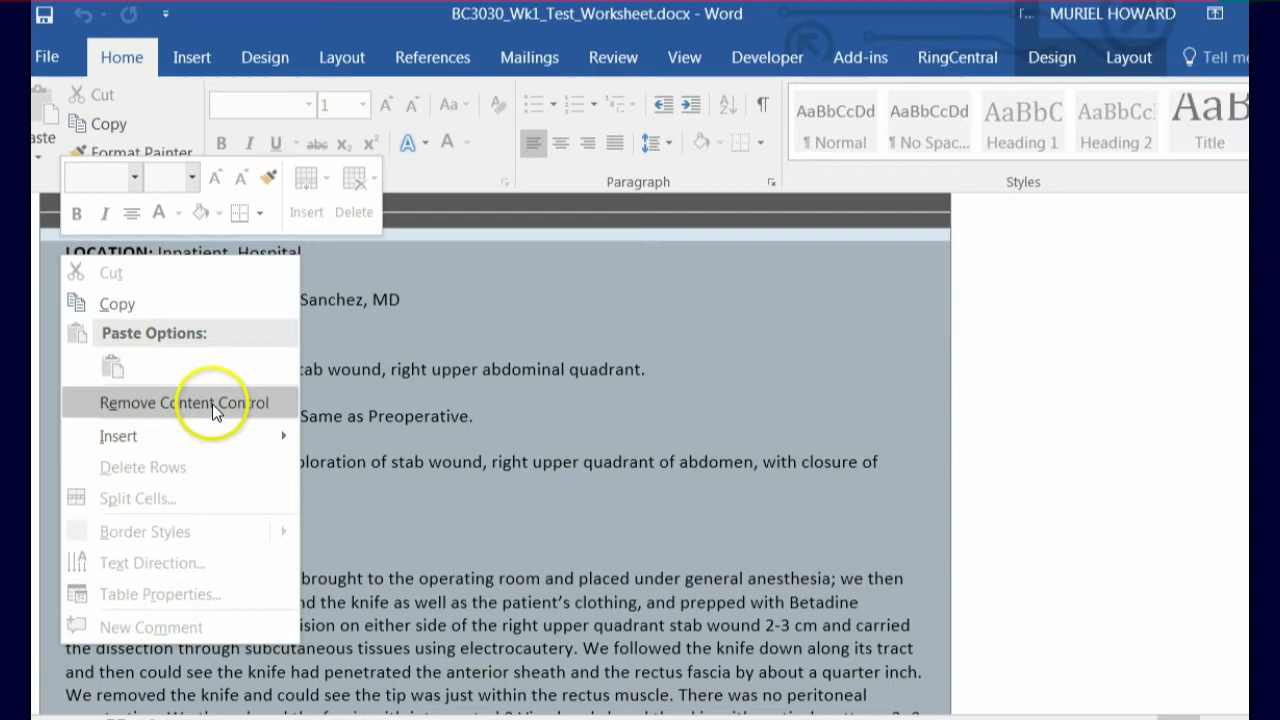 BC3030_Wk1_Test_Worksheet.docx - Word
MURIEL HOWARD
File Home Insert Design Layout References Mailings Review View Developer Add-ins RingCentral Design Layout Tell me
Cut
Copy
Format Painter
1
Aa
AaBbCcDd AaBbCcDd AaBbC AaBbCc AaB
¶ Normal ¶ No Spac... Heading 1 Heading 2 Title
Paragraph
Styles
Insert Delete
LOCATION: Inpatient, Hospital
Cut
Copy
Sanchez, MD
Paste Options:
stab wound, right upper abdominal quadrant.
Remove Content Control
Same as Preoperative.
Insert
ploration of stab wound, right upper quadrant of abdomen, with closure of
Delete Rows
Split Cells...
Border Styles
Text Direction...
brought to the operating room and placed under general anesthesia; we then
Table Properties...
nd the knife as well as the patient's clothing, and prepped with Betadine
New Comment
ision on either side of the right upper quadrant stab wound 2-3 cm and carried
the dissection through subcutaneous tissues using electrocautery. We followed the knife down along its tract
and then could see the knife had penetrated the anterior sheath and the rectus fascia by about a quarter inch.
We removed the knife and could see the tip was just within the rectus muscle. There was no peritoneal